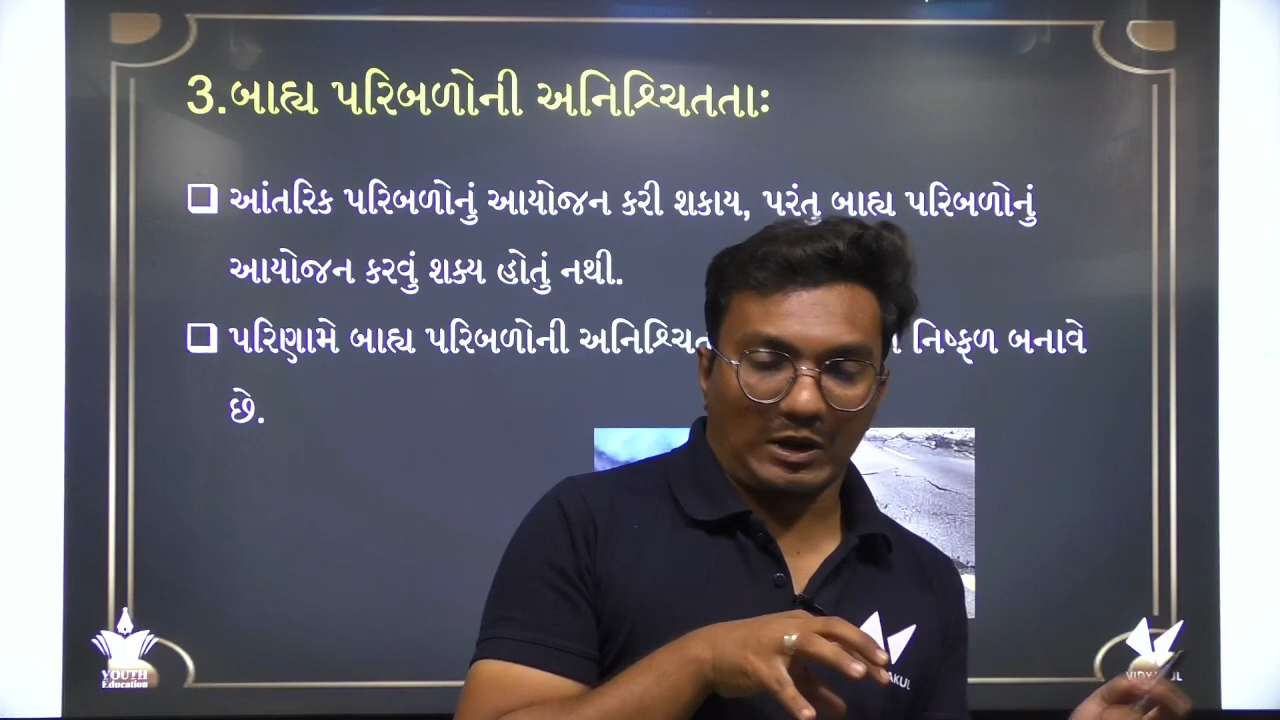 3.બાહ્ય પરિબળોની અનિશ્ચિતતાઃ
આંતરિક પરિબળોનું આયોજન કરી શકાય, પરંતુ બાહ્ય પરિબળોનું
આયોજન કરવું શક્ય હોતું નથી.
પરિણામે બાહ્ય પરિબળોની નિષ્ફળ બનાવે
છે.
YOUTH
Education